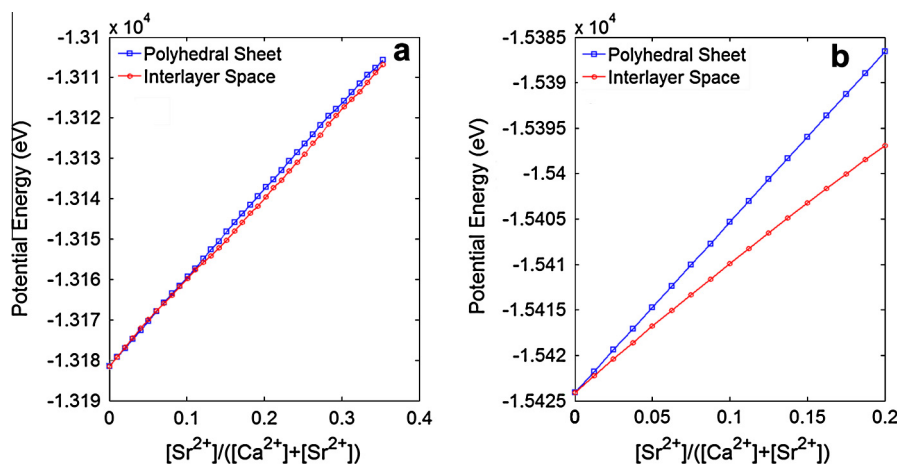 x 10⁴
-1.31
-1.311
-1.312
-1.313
-1.314
-1.315
-1.316
-1.317
-1.318
-1.319
Potential Energy (eV)
Polyhedral Sheet
Interlayer Space
a
0 0.1 0.2 0.3 0.4
[Sr²⁺]/([Ca²⁺]+[Sr²⁺])
x 10⁴
-1.5385
-1.539
-1.5395
-1.54
-1.5405
-1.541
-1.5415
-1.542
-1.5425
Potential Energy (eV)
Polyhedral Sheet
Interlayer Space
b
0 0.05 0.1 0.15 0.2
[Sr²⁺]/([Ca²⁺]+[Sr²⁺])